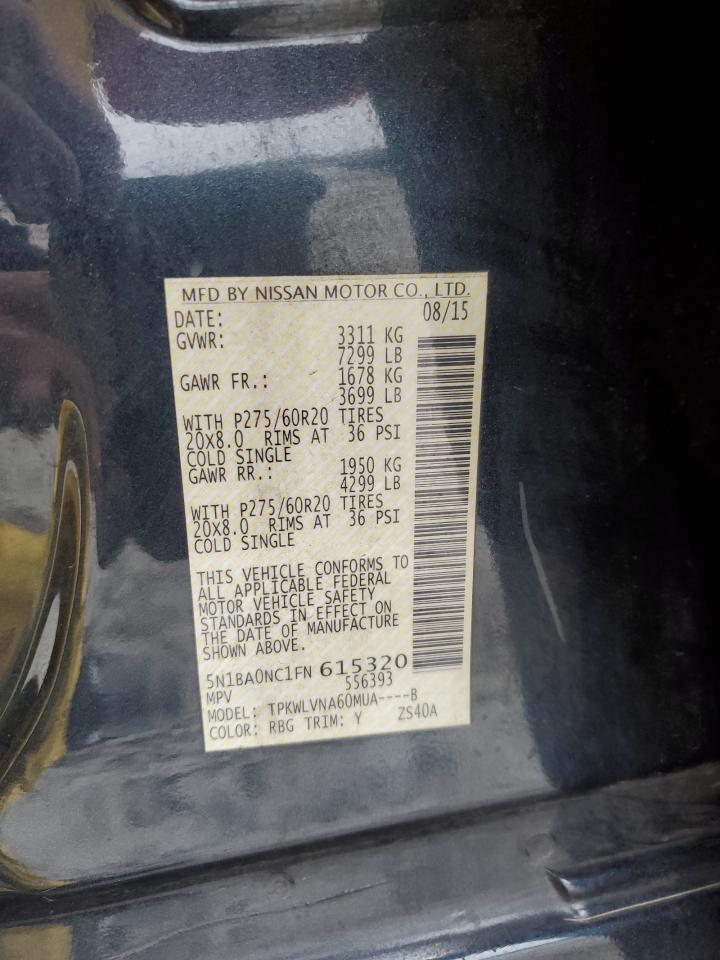 MFD BY NISSAN MOTOR CO., LTD.
DATE: 08/15
GVWR: 3311 KG
7299 LB
GAWR FR.: 1678 KG
3699 LB
WITH P275/60R20 TIRES
20X8.0 RIMS AT 36 PSI
COLD SINGLE
GAWR RR.: 1950 KG
4299 LB
WITH P275/60R20 TIRES
20X8.0 RIMS AT 36 PSI
COLD SINGLE
THIS VEHICLE CONFORMS TO
ALL APPLICABLE FEDERAL
MOTOR VEHICLE SAFETY
STANDARDS IN EFFECT ON
THE DATE OF MANUFACTURE
SHOWN ABOVE.
5N1BA0NC1FN 615320
MPV 556393
MODEL: TPKWLVNA60MUA----B
COLOR: RBG TRIM: Y ZS40A